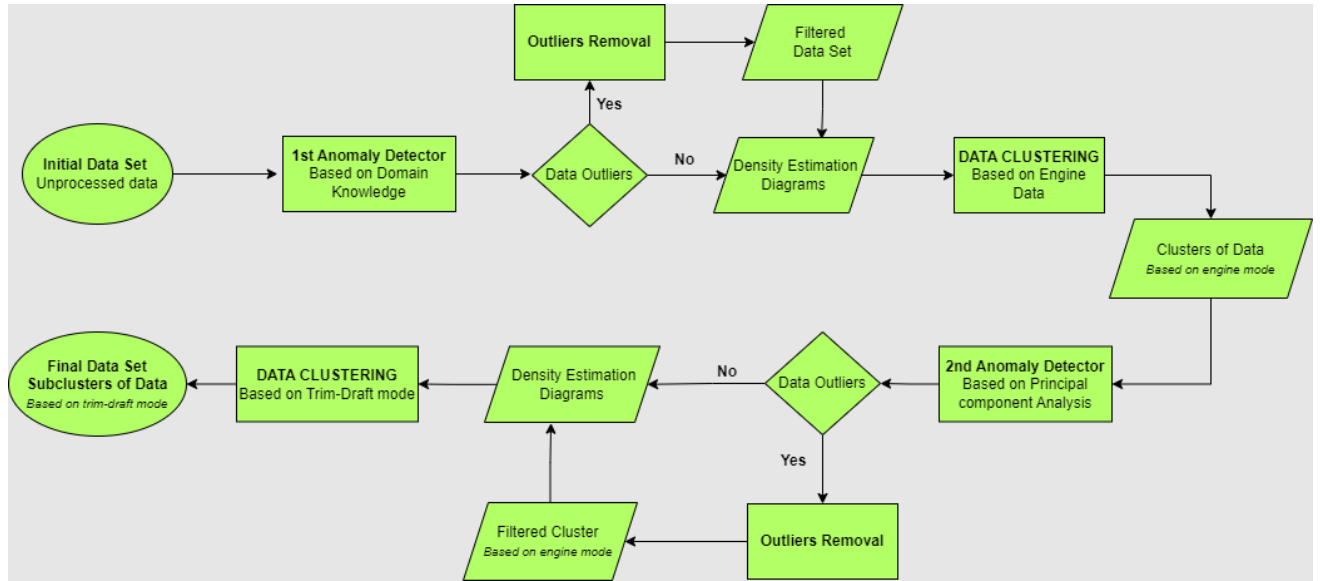 Outliers Removal
Filtered
Data Set
Yes
Initial Data Set
Unprocessed data
1st Anomaly Detector
Based on Domain
Knowledge
Data Outliers
No
Density Estimation
Diagrams
DATA CLUSTERING
Based on Engine
Data
Clusters of Data
Based on engine mode
2nd Anomaly Detector
Based on Principal
component Analysis
Data Outliers
No
Density Estimation
Diagrams
DATA CLUSTERING
Based on Trim-Draft mode
Final Data Set
Subclusters of Data
Based on trim-draft mode
Yes
Outliers Removal
Filtered Cluster
Based on engine mode